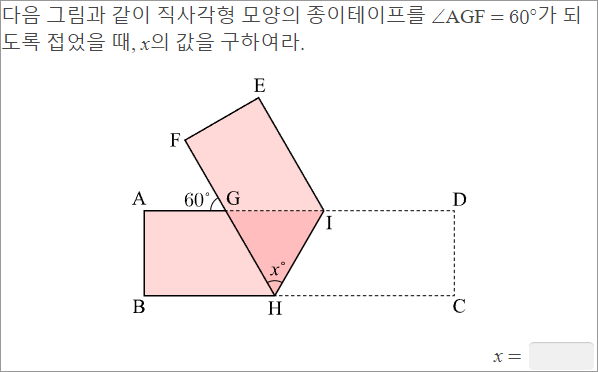 다음 그림과 같이 직사각형 모양의 종이테이프를 ∠AGF = 60°가 되
도록 접었을 때, x의 값을 구하여라.
E
F
A 60° G D
I
x°
B H C
x =